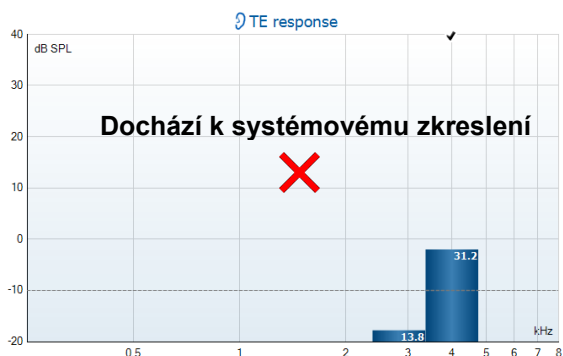 TE response
40
dB SPL
30
Dochází k systémovému zkreslení
20
10
0
31.2
-10
13.8
kHz
-20
0.5 1 2 3 4 5 6 7 8